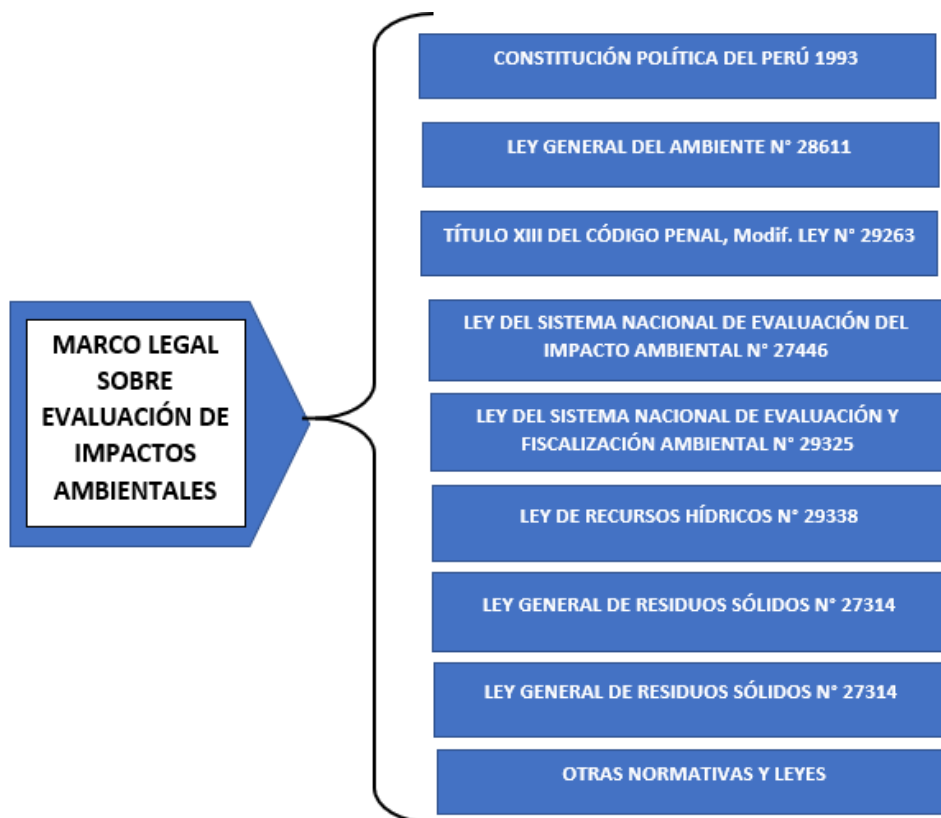 MARCO LEGAL
SOBRE
EVALUACIÓN DE
IMPACTOS
AMBIENTALES
CONSTITUCIÓN POLÍTICA DEL PERÚ 1993
LEY GENERAL DEL AMBIENTE N° 28611
TÍTULO XIII DEL CÓDIGO PENAL, Modif. LEY N° 29263
LEY DEL SISTEMA NACIONAL DE EVALUACIÓN DEL
IMPACTO AMBIENTAL N° 27446
LEY DEL SISTEMA NACIONAL DE EVALUACIÓN Y
FISCALIZACIÓN AMBIENTAL N° 29325
LEY DE RECURSOS HÍDRICOS N° 29338
LEY GENERAL DE RESIDUOS SÓLIDOS N° 27314
LEY GENERAL DE RESIDUOS SÓLIDOS N° 27314
OTRAS NORMATIVAS Y LEYES